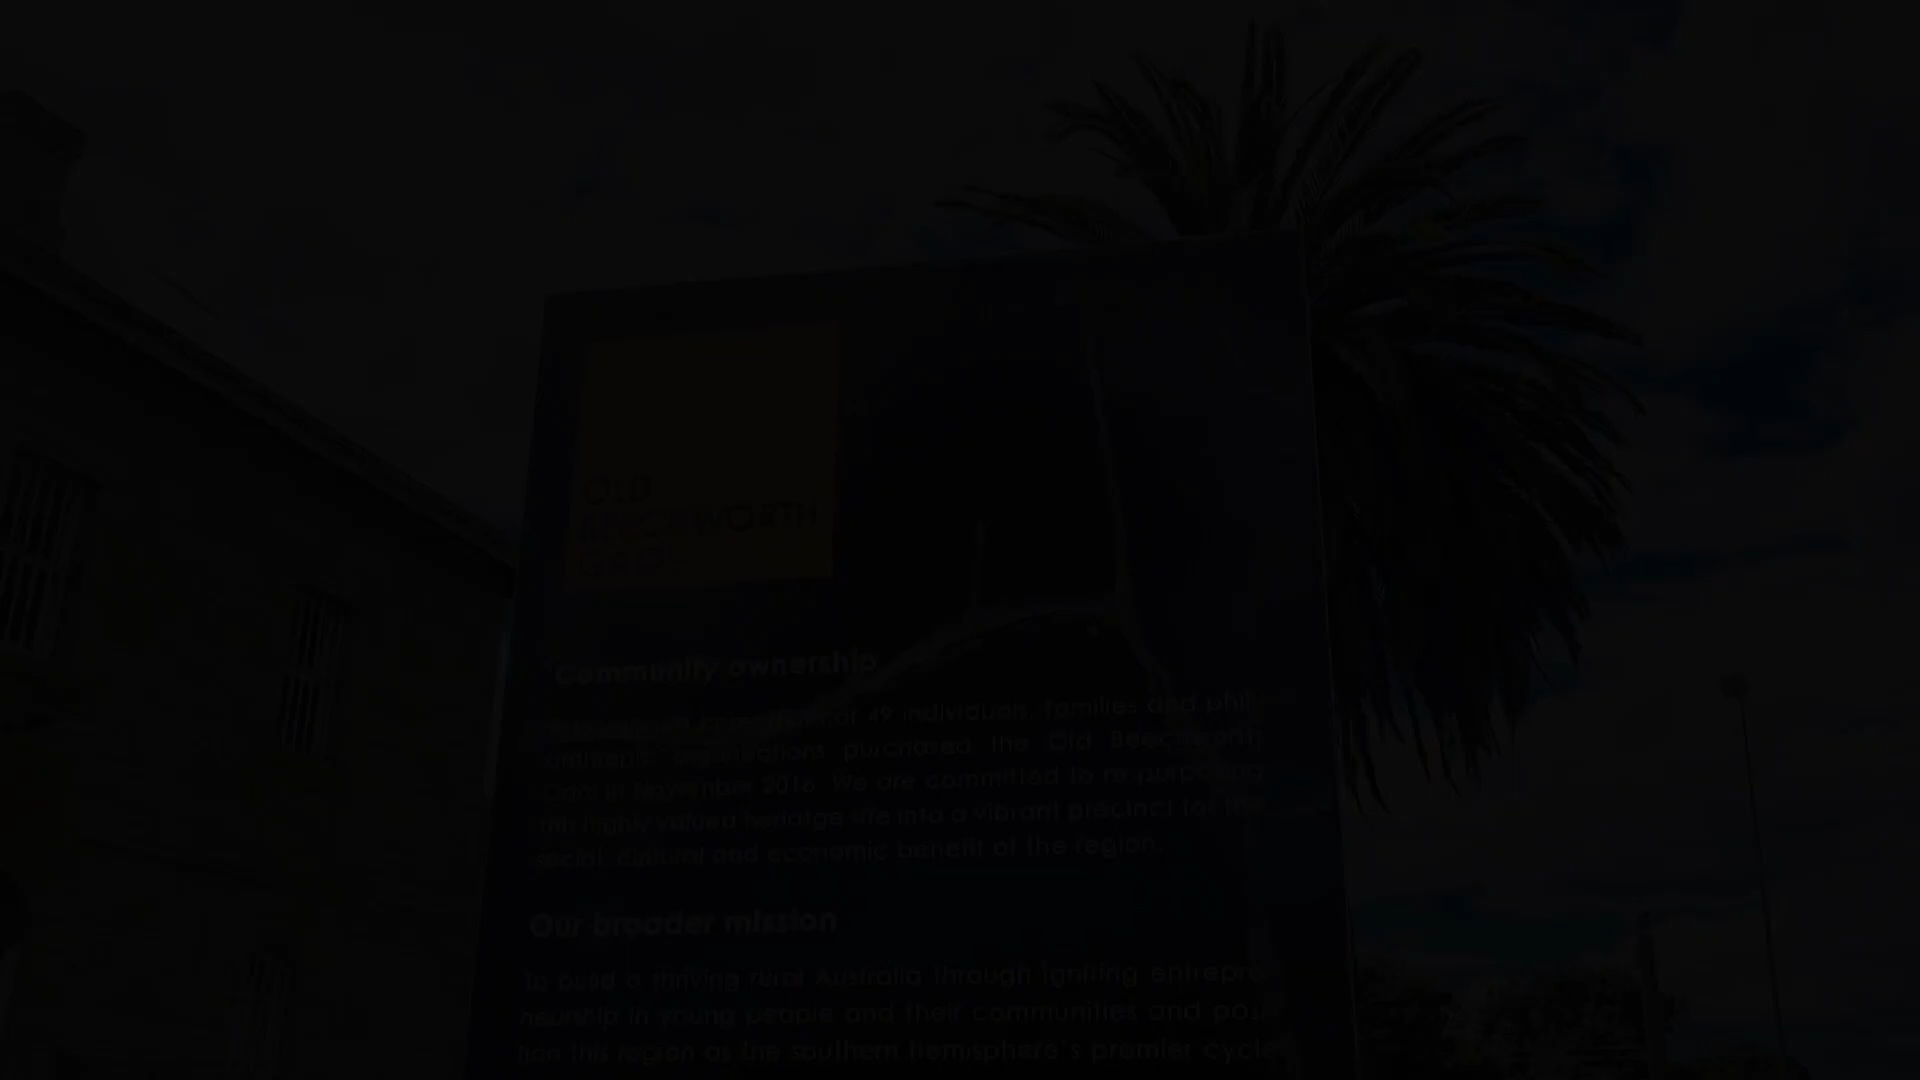 OLD
BEECHWORTH
GAOL
Community ownership
of 49 individuals, families and phil-
anthropic organisations purchased the Old Beechworth
Gaol in November 2016. We are committed to re-purposing
this highly valued heritage site into a vibrant precinct for the
social, cultural and economic benefit of the region.
Our broader mission
To build a thriving rural Australia through igniting entrepre-
neurship in young people and their communities and posi-
tion this region as the southern hemisphere's premier cycle